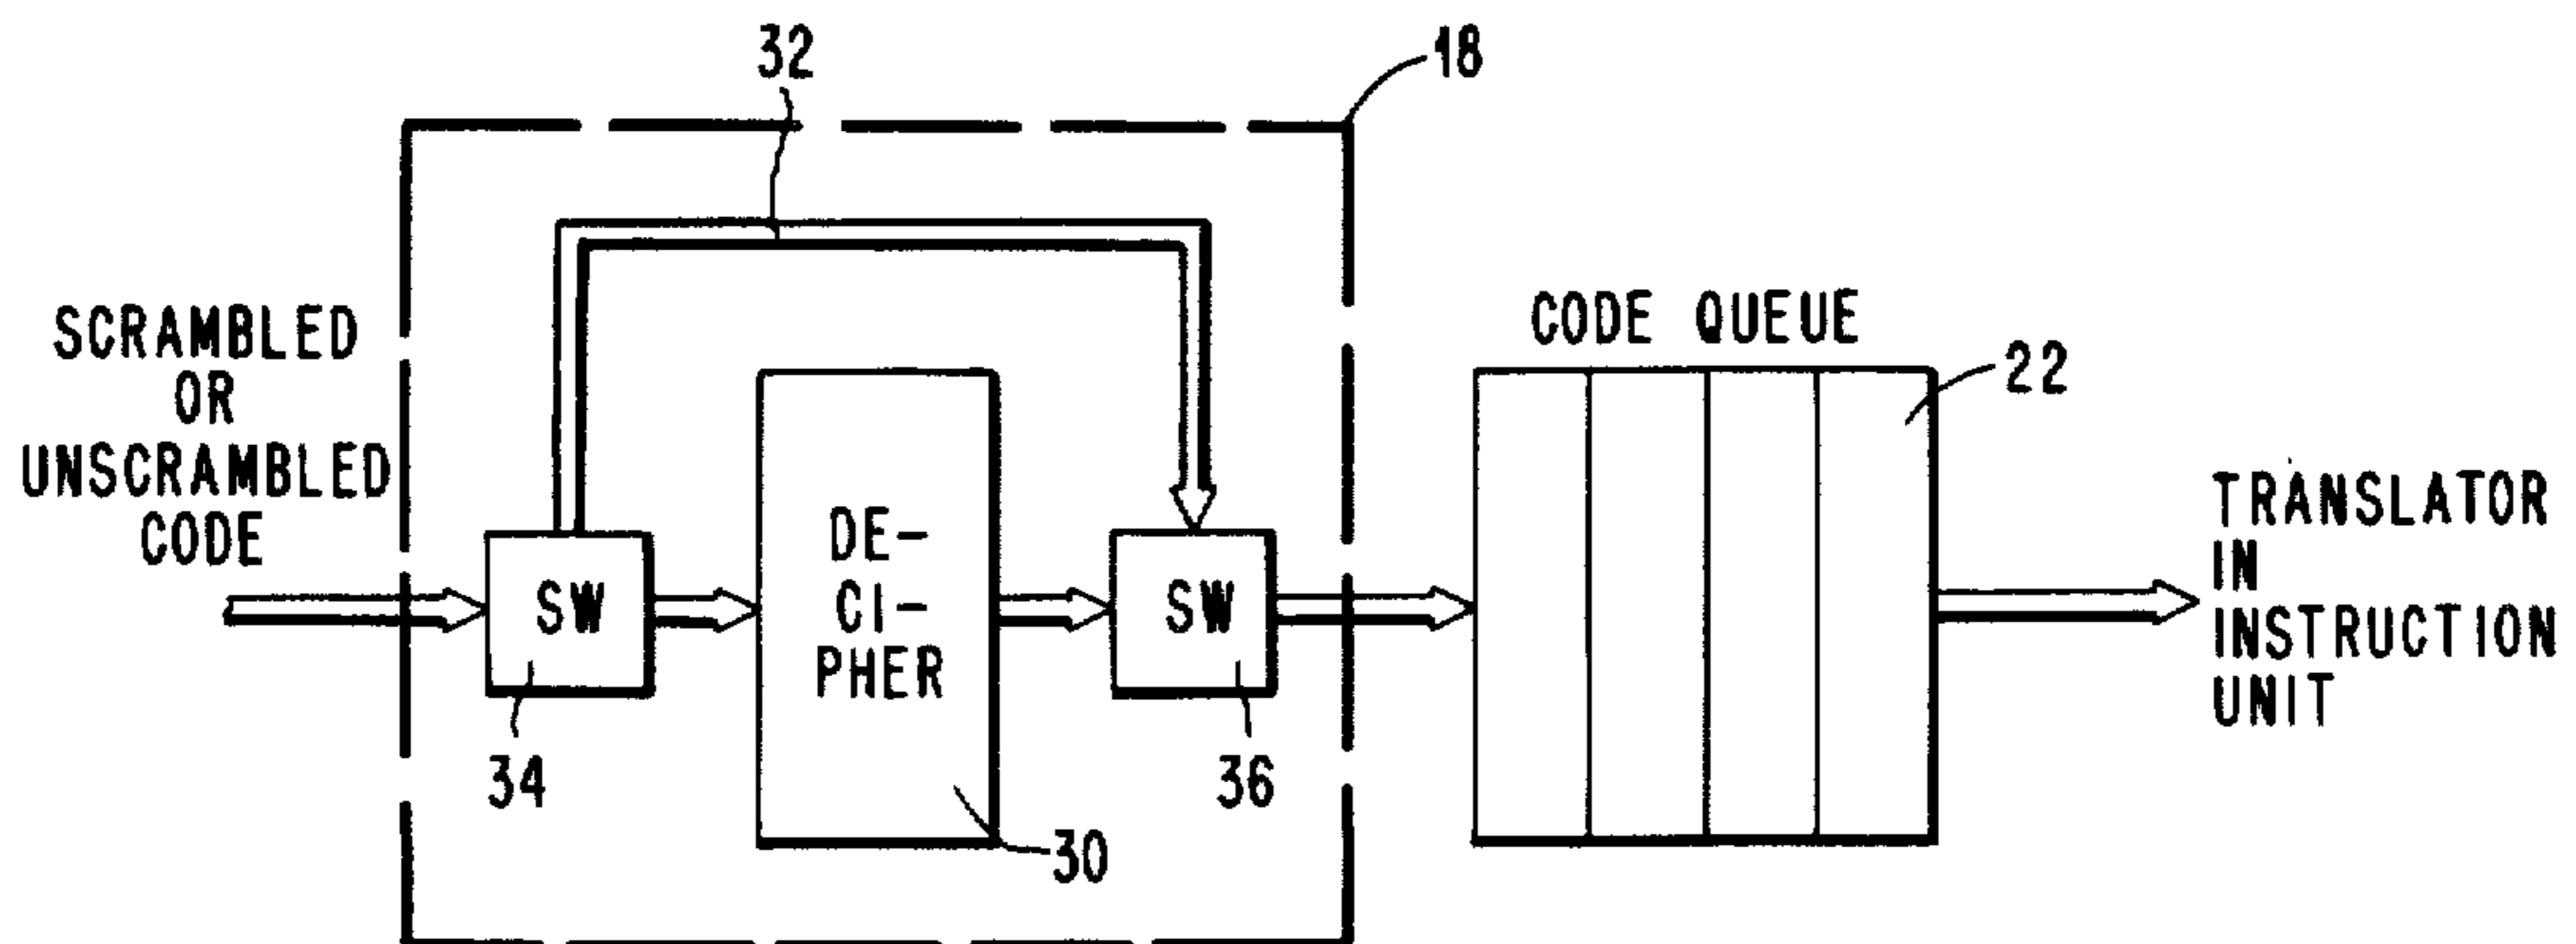 32
18
SCRAMBLED
OR
UNSCRAMBLED
CODE
SW
34
DE-
CI-
PHER
30
SW
36
CODE QUEUE
22
TRANSLATOR
IN
INSTRUCTION
UNIT